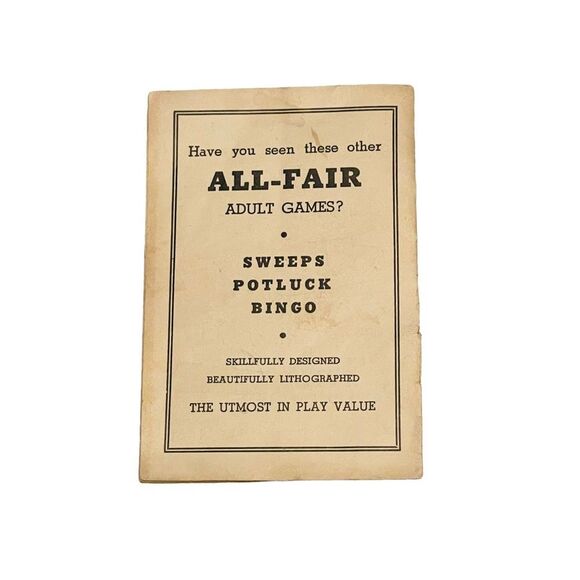 Have you seen these other
ALL-FAIR
ADULT GAMES?
•
SWEEPS
POTLUCK
BINGO
•
SKILLFULLY DESIGNED
BEAUTIFULLY LITHOGRAPHED
THE UTMOST IN PLAY VALUE